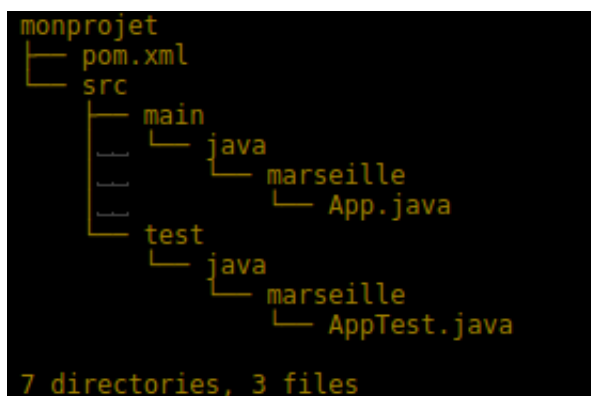 monprojet
├── pom.xml
└── src
    ├── main
    │   └── java
    │       └── marseille
    │           └── App.java
    └── test
        └── java
            └── marseille
                └── AppTest.java
7 directories, 3 files